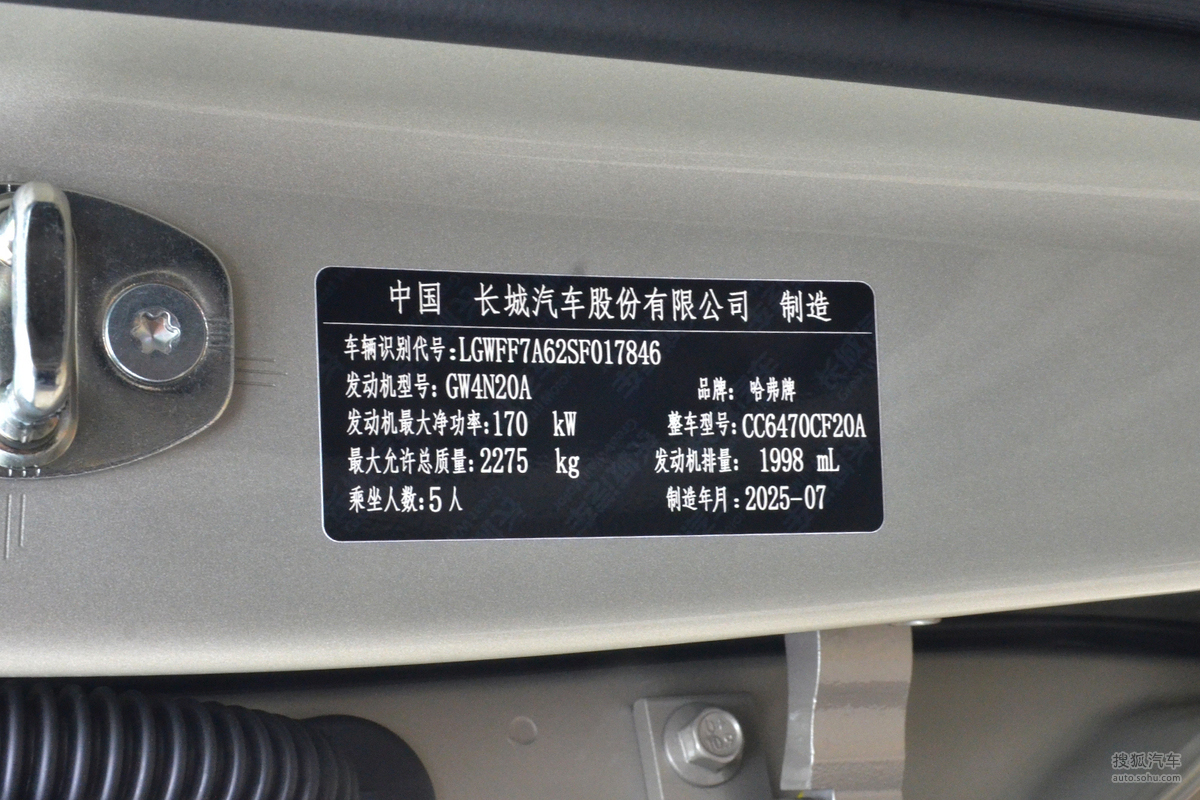 中国 长城汽车股份有限公司 制造
车辆识别代号:LGWFF7A62SF017846
发动机型号: GW4N20A 品牌: 哈弗牌
发动机最大净功率:170 kW 整车型号:CC6470CF20A
最大允许总质量:2275 kg 发动机排量: 1998 mL
乘坐人数:5人 制造年月:2025-07
搜狐汽车
auto.sohu.com